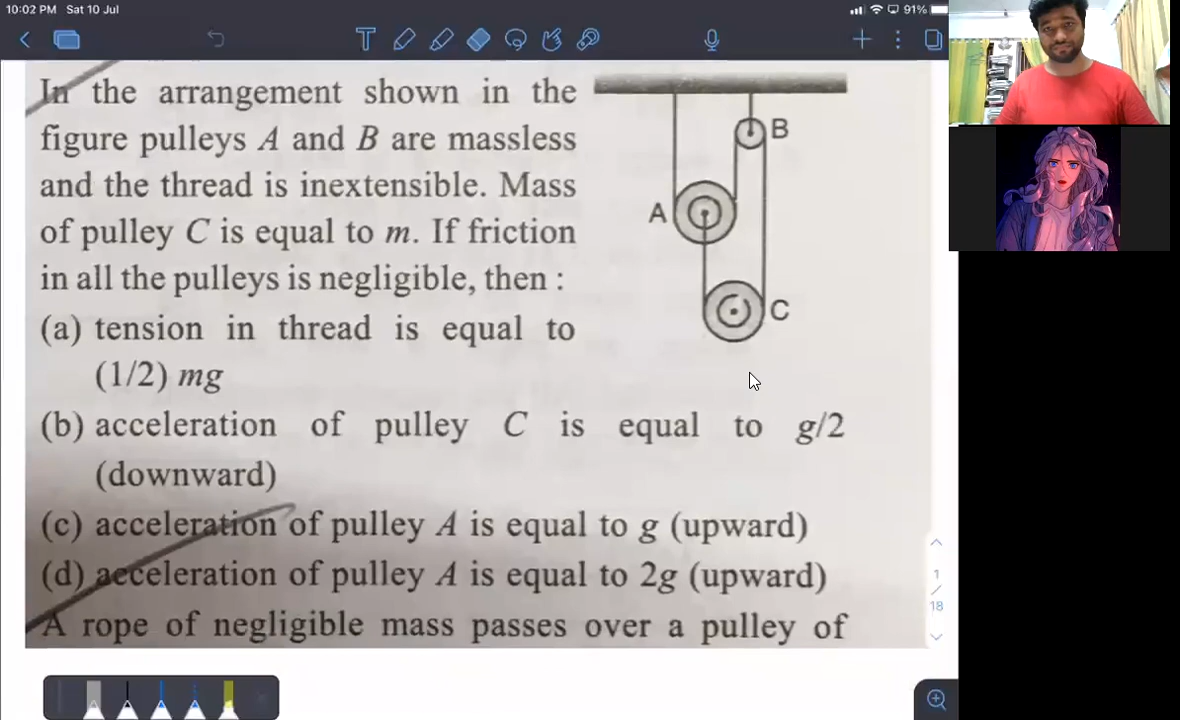 10:02 PM Sat 10 Jul
91%
In the arrangement shown in the
figure pulleys A and B are massless
and the thread is inextensible. Mass
of pulley C is equal to m. If friction
in all the pulleys is negligible, then :
(a) tension in thread is equal to
(1/2) mg
(b) acceleration of pulley C is equal to g/2
(downward)
(c) acceleration of pulley A is equal to g (upward)
(d) acceleration of pulley A is equal to 2g (upward)
A rope of negligible mass passes over a pulley of
B
A
C
T
1
/
18